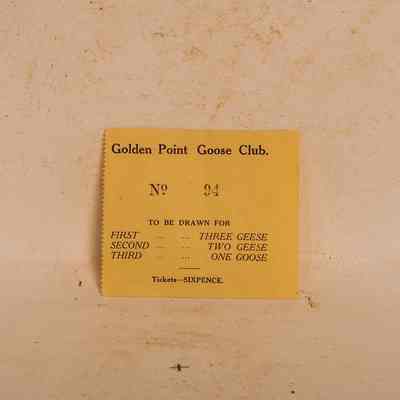 Golden Point Goose Club.
Nº 94
TO BE DRAWN FOR
FIRST .. ... THREE GEESE
SECOND .. ... TWO GEESE
THIRD .. ... ONE GOOSE
Tickets—SIXPENCE.